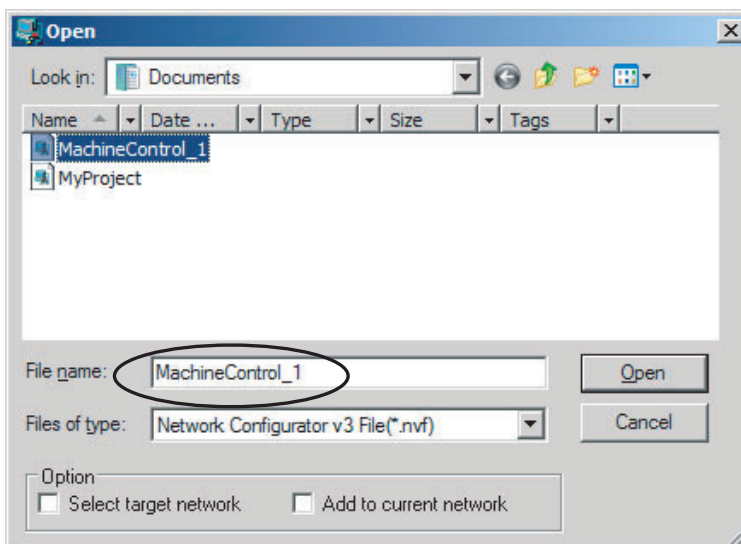 Open
Look in: Documents
Name Date ... Type Size Tags
MachineControl_1
MyProject
File name: MachineControl_1 Open
Files of type: Network Configurator v3 File(*.nvf) Cancel
Option
Select target network Add to current network